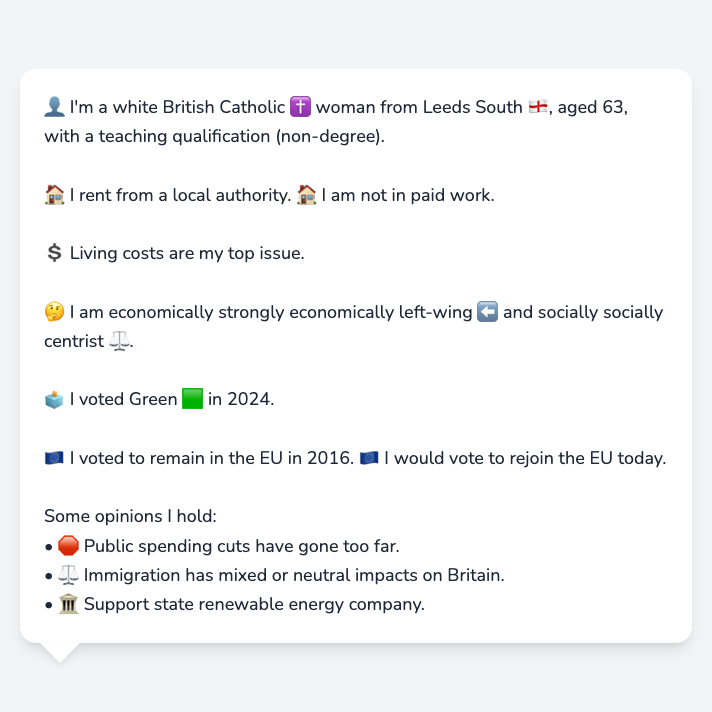 👤 I'm a white British Catholic ✝️ woman from Leeds South 🏴󠁧󠁢󠁥󠁮󠁧󠁿, aged 63,
with a teaching qualification (non-degree).
🏠 I rent from a local authority. 🏠 I am not in paid work.
💲 Living costs are my top issue.
🤔 I am economically strongly economically left-wing ⬅️ and socially socially
centrist ⚖️.
🗳️ I voted Green 🟩 in 2024.
🇪🇺 I voted to remain in the EU in 2016. 🇪🇺 I would vote to rejoin the EU today.
Some opinions I hold:
• 🛑 Public spending cuts have gone too far.
• ⚖️ Immigration has mixed or neutral impacts on Britain.
• 🏛️ Support state renewable energy company.